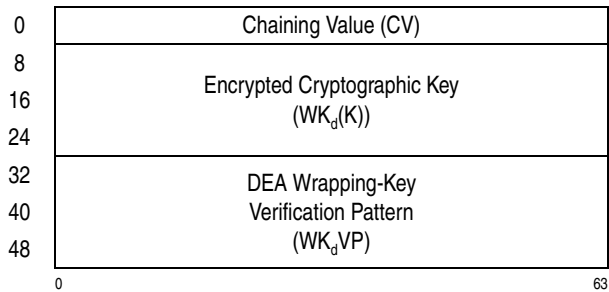 0 Chaining Value (CV)
8
Encrypted Cryptographic Key
16
(WKd(K))
24
32
DEA Wrapping-Key
40 Verification Pattern
48 (WKdVP)
0 63